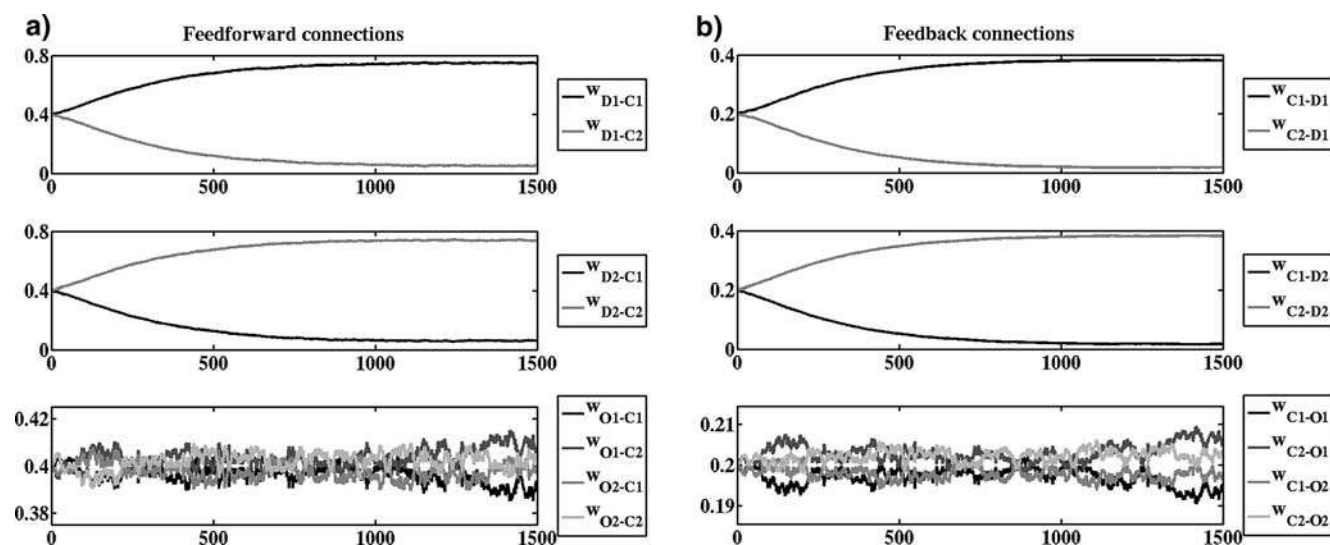 a)
Feedforward connections
0.8
0.4
0
0 500 1000 1500
w D1-C1
w D1-C2
0.8
0.4
0
0 500 1000 1500
w D2-C1
w D2-C2
0.42
0.4
0.38
0 500 1000 1500
w O1-C1
w O1-C2
w O2-C1
w O2-C2
b)
Feedback connections
0.4
0.2
0
0 500 1000 1500
w C1-D1
w C2-D1
0.4
0.2
0
0 500 1000 1500
w C1-D2
w C2-D2
0.21
0.2
0.19
0 500 1000 1500
w C1-O1
w C2-O1
w C1-O2
w C2-O2